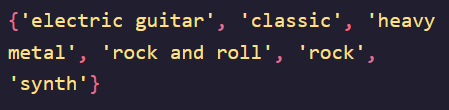 {'electric guitar', 'classic', 'heavy
metal', 'rock and roll', 'rock',
'synth'}